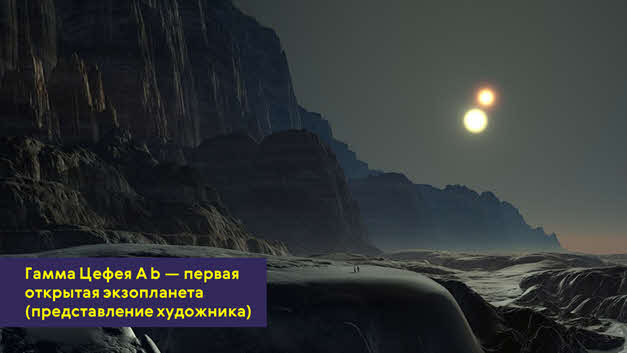 Гамма Цефея A b — первая
открытая экзопланета
(представление художника)